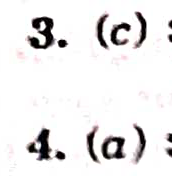 3. (c) :
4. (a) :